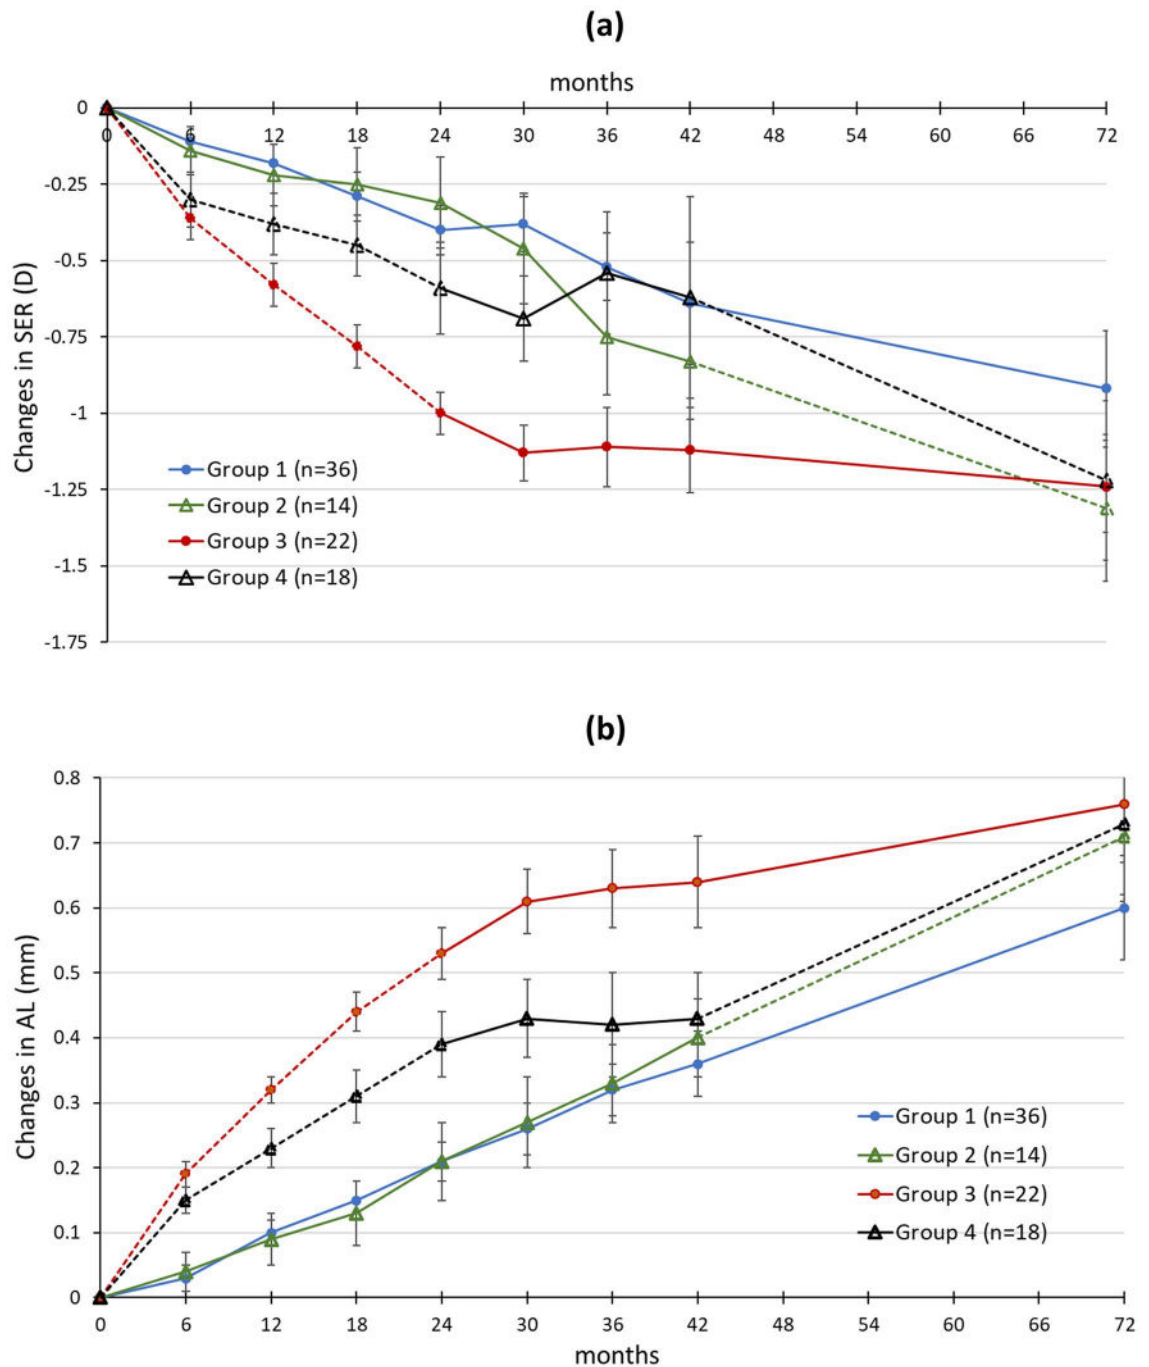 (a)
months
0 6 12 18 24 30 36 42 48 54 60 66 72
0
-0.25
-0.5
-0.75
-1
-1.25
-1.5
-1.75
Changes in SER (D)
Group 1 (n=36)
Group 2 (n=14)
Group 3 (n=22)
Group 4 (n=18)
(b)
0.8
0.7
0.6
0.5
0.4
0.3
0.2
0.1
0
Changes in AL (mm)
Group 1 (n=36)
Group 2 (n=14)
Group 3 (n=22)
Group 4 (n=18)
0 6 12 18 24 30 36 42 48 54 60 66 72
months